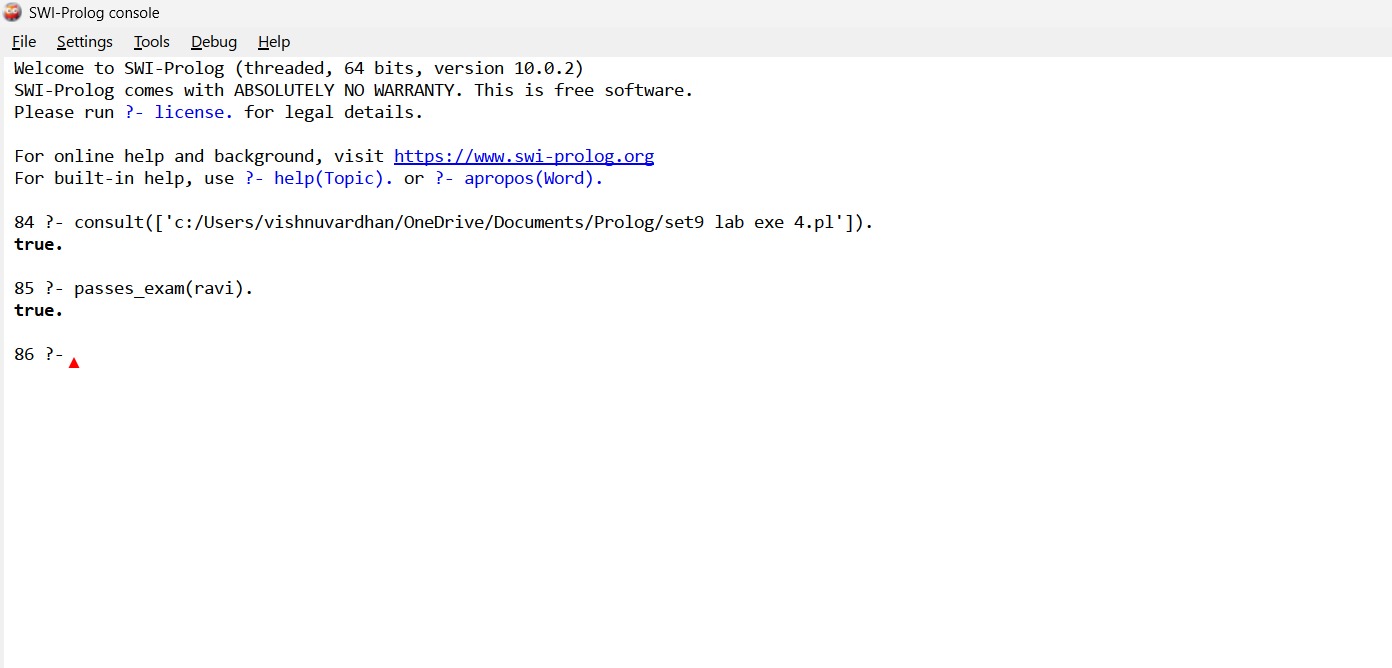 SWI-Prolog console
File Settings Tools Debug Help
Welcome to SWI-Prolog (threaded, 64 bits, version 10.0.2)
SWI-Prolog comes with ABSOLUTELY NO WARRANTY. This is free software.
Please run ?- license. for legal details.
For online help and background, visit https://www.swi-prolog.org
For built-in help, use ?- help(Topic). or ?- apropos(Word).
84 ?- consult(['c:/Users/vishnuvardhan/OneDrive/Documents/Prolog/set9 lab exe 4.pl']).
true.
85 ?- passes_exam(ravi).
true.
86 ?-